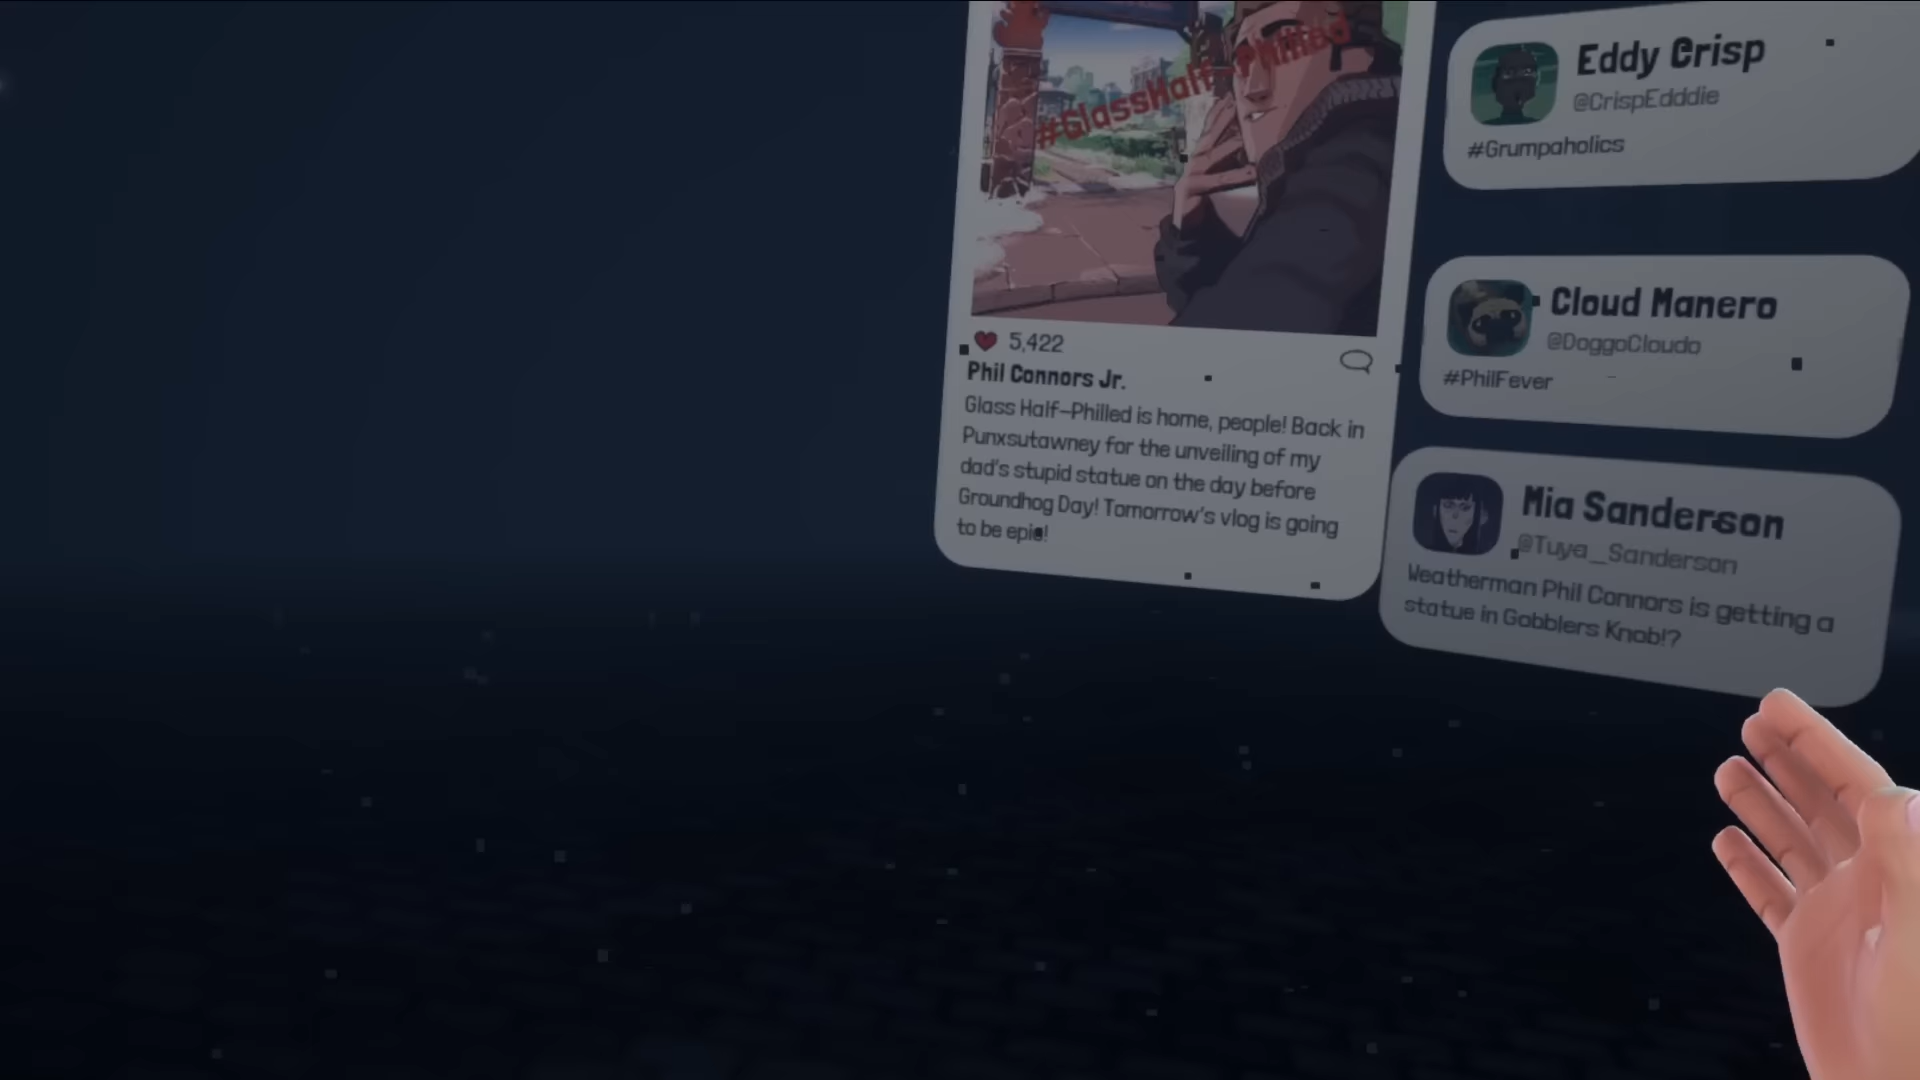 #GlassHalf-Philled
5,422
Phil Connors Jr.
Glass Half-Philled is home, people! Back in
Punxsutawney for the unveiling of my
dad's stupid statue on the day before
Groundhog Day! Tomorrow's vlog is going
to be epic!
Eddy Crisp
@CrispEdddie
#Grumpaholics
Cloud Manero
@DoggoCloudo
#PhilFever
Mia Sanderson
@Tuya_Sanderson
Weatherman Phil Connors is getting a
statue in Gobblers Knob!?